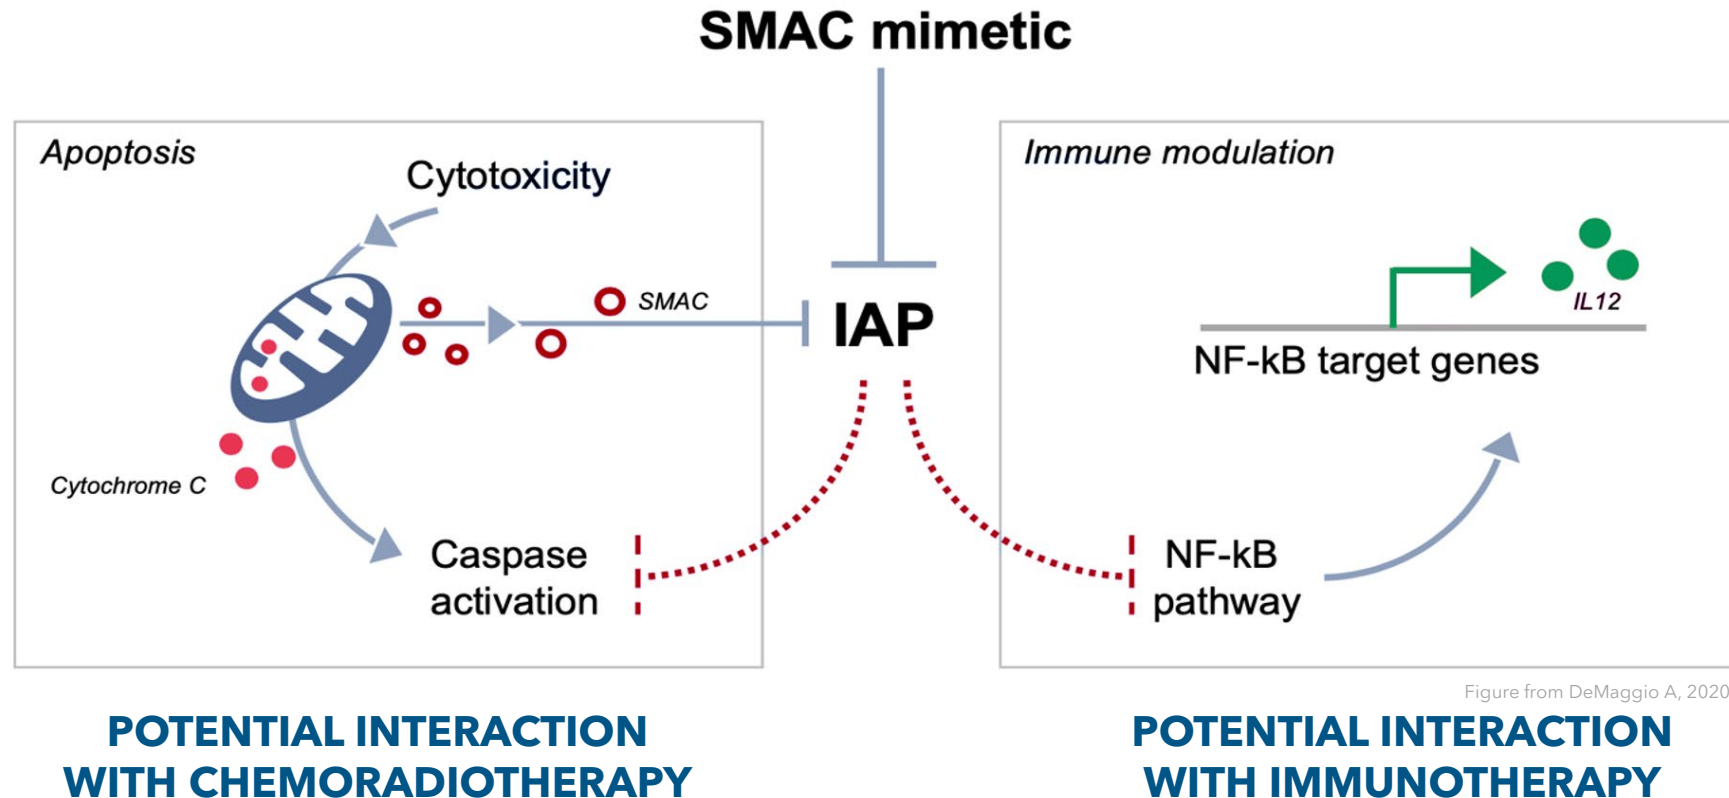 SMAC mimetic
Apoptosis
Cytotoxicity
SMAC
Cytochrome C
Caspase
activation
IAP
Immune modulation
IL12
NF-kB target genes
NF-kB
pathway
Figure from DeMaggio A, 2020
POTENTIAL INTERACTION
WITH CHEMORADIOTHERAPY
POTENTIAL INTERACTION
WITH IMMUNOTHERAPY